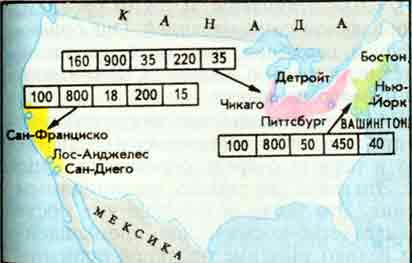 КАНАДА
Бостон
160 900 35 220 35
Детройт
Нью-
Йорк
100 800 18 200 15
Чикаго
Питтсбург
ВАШИНГТОН
Сан-Франциско
100 800 50 450 40
Лос-Анджелес
Сан-Диего
МЕКСИКА